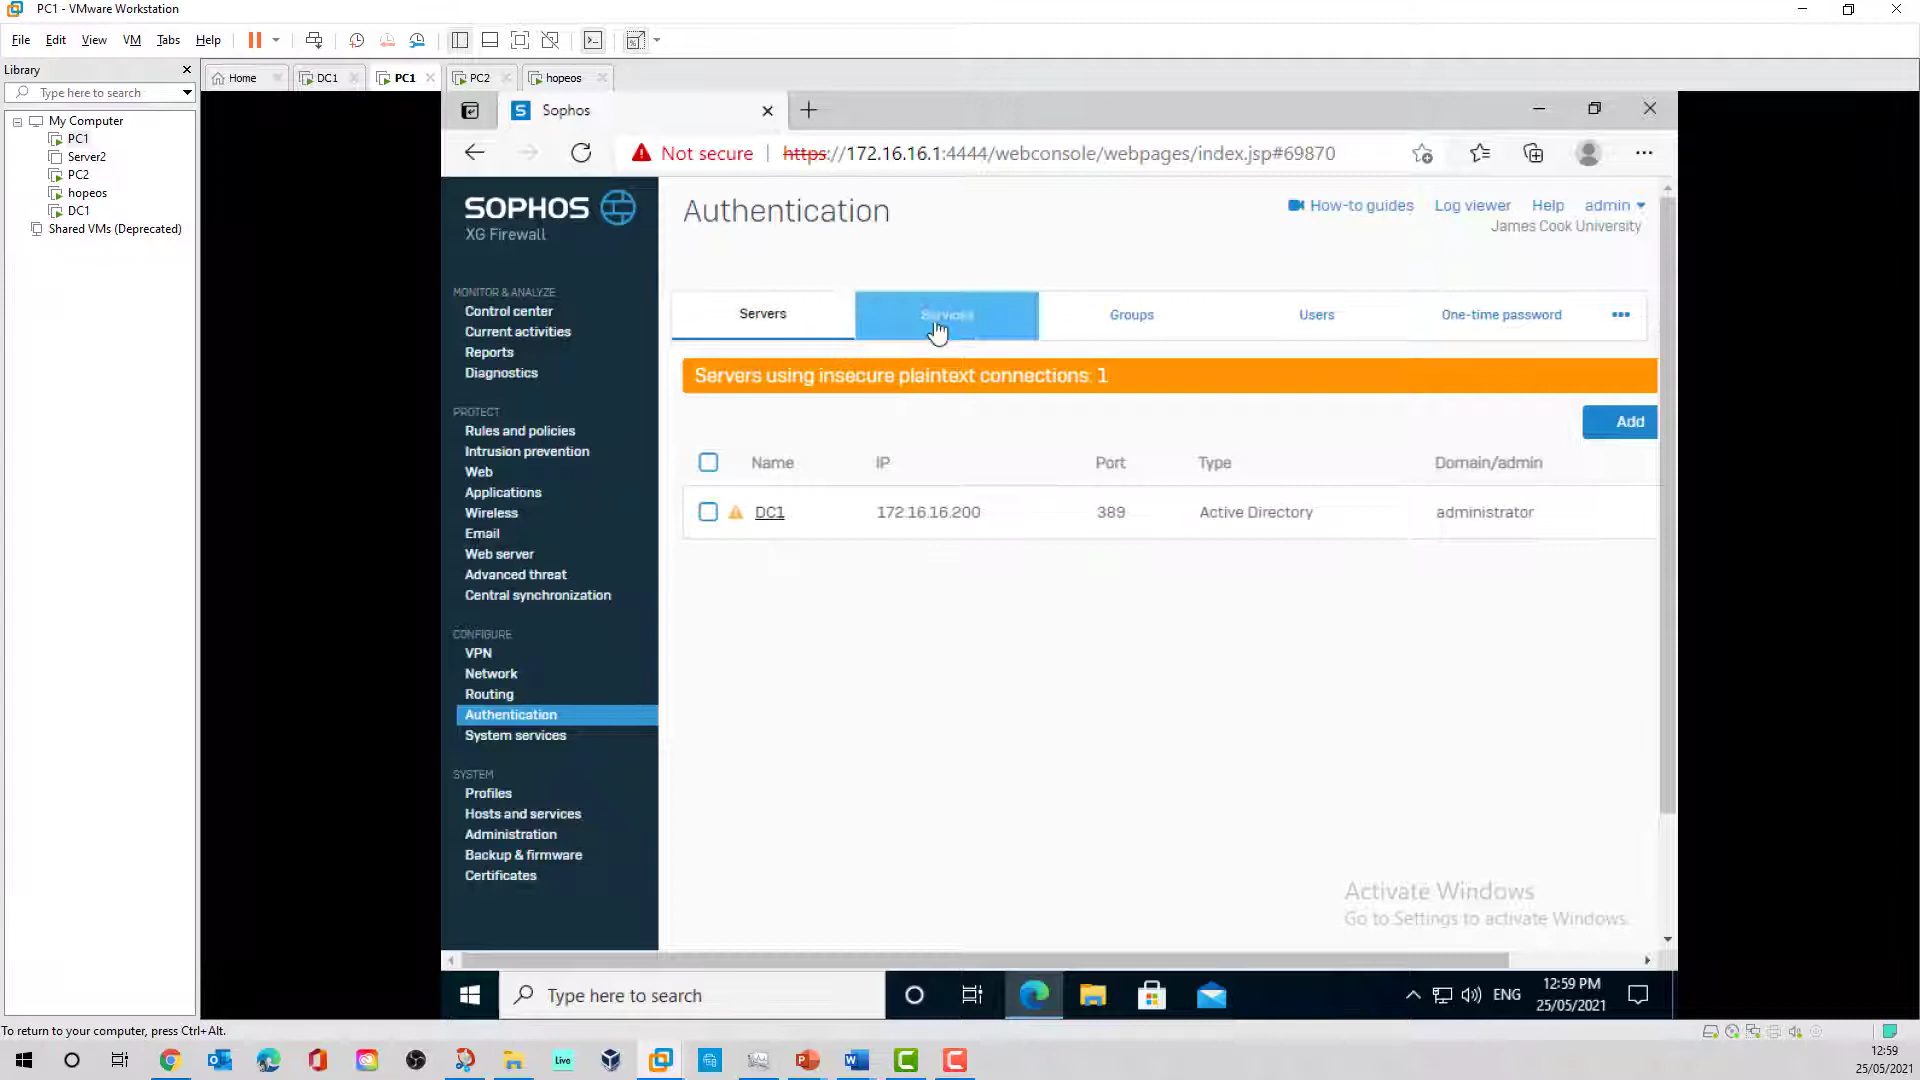 PC1 - VMware Workstation
File Edit View VM Tabs Help
Library
Type here to search
My Computer
PC1
Server2
PC2
hopeos
DC1
Shared VMs (Deprecated)
Home DC1 PC1 PC2 hopeos
Sophos
Not secure https://172.16.16.1:4444/webconsole/webpages/index.jsp#69870
SOPHOS
XG Firewall
MONITOR & ANALYZE
Control center
Current activities
Reports
Diagnostics
PROTECT
Rules and policies
Intrusion prevention
Web
Applications
Wireless
Email
Web server
Advanced threat
Central synchronization
CONFIGURE
VPN
Network
Routing
Authentication
System services
SYSTEM
Profiles
Hosts and services
Administration
Backup & firmware
Certificates
Authentication
How-to guides Log viewer Help admin
James Cook University
Servers Services Groups Users One-time password
Servers using insecure plaintext connections: 1
Add
Name IP Port Type Domain/admin
DC1 172.16.16.200 389 Active Directory administrator
Activate Windows
Go to Settings to activate Windows.
Type here to search
ENG
12:59 PM
25/05/2021
To return to your computer, press Ctrl+Alt.
Live
12:59
25/05/2021